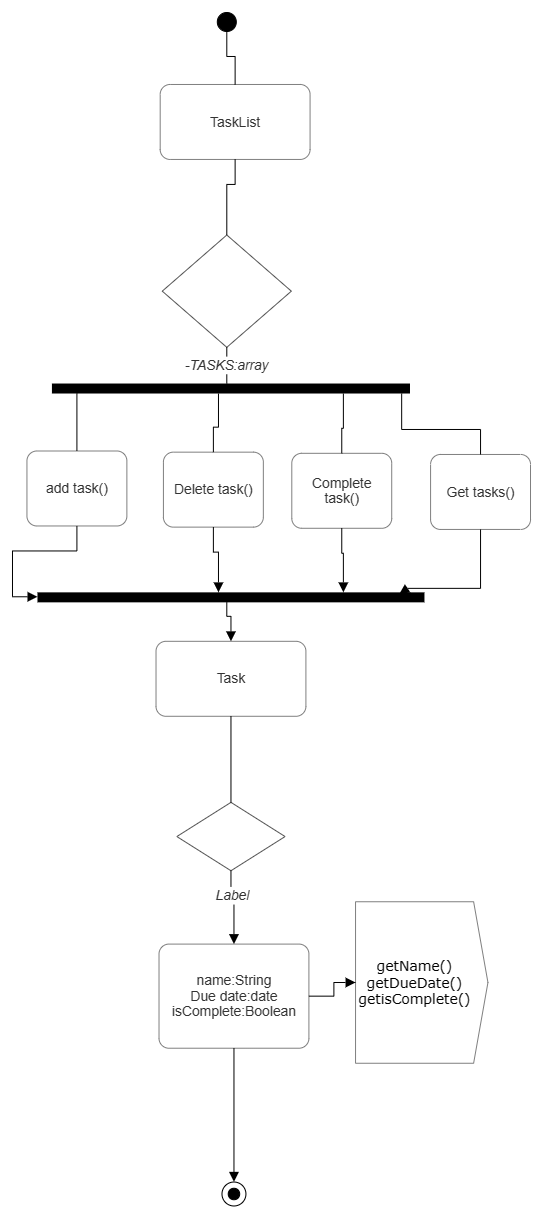 TaskList
-TASKS:array
add task()
Delete task()
Complete
task()
Get tasks()
Task
Label
name:String
Due date:date
isComplete:Boolean
getName()
getDueDate()
getisComplete()